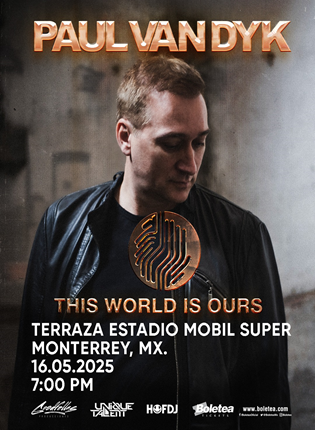 PAUL VAN DYK
THIS WORLD IS OURS
TERRAZA ESTADIO MOBIL SUPER
MONTERREY, MX.
16.05.2025
7:00 PM
UNIQUE TALENT
HOFDJ
Boletea
TICKETS
www.boletea.com